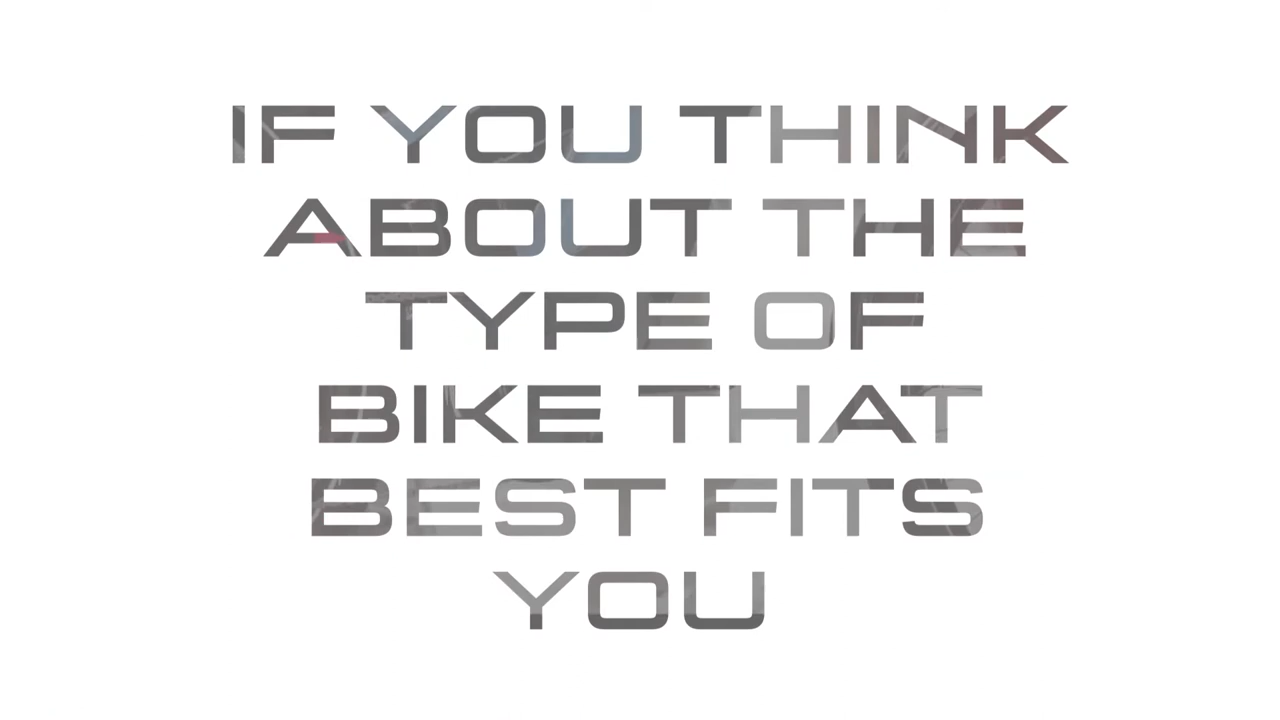 IF YOU THINK
ABOUT THE
TYPE OF
BIKE THAT
BEST FITS
YOU